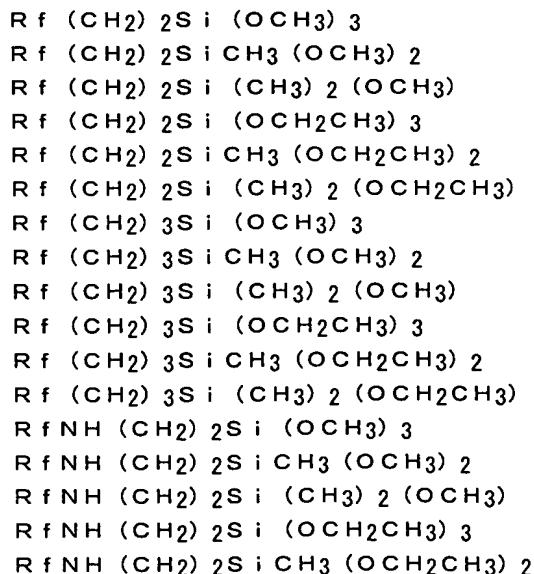 Rf (CH2) 2Si (OCH3) 3
Rf (CH2) 2SiCH3 (OCH3) 2
Rf (CH2) 2Si (CH3) 2 (OCH3)
Rf (CH2) 2Si (OCH2CH3) 3
Rf (CH2) 2SiCH3 (OCH2CH3) 2
Rf (CH2) 2Si (CH3) 2 (OCH2CH3)
Rf (CH2) 3Si (OCH3) 3
Rf (CH2) 3SiCH3 (OCH3) 2
Rf (CH2) 3Si (CH3) 2 (OCH3)
Rf (CH2) 3Si (OCH2CH3) 3
Rf (CH2) 3SiCH3 (OCH2CH3) 2
Rf (CH2) 3Si (CH3) 2 (OCH2CH3)
RfNH (CH2) 2Si (OCH3) 3
RfNH (CH2) 2SiCH3 (OCH3) 2
RfNH (CH2) 2Si (CH3) 2 (OCH3)
RfNH (CH2) 2Si (OCH2CH3) 3
RfNH (CH2) 2SiCH3 (OCH2CH3) 2